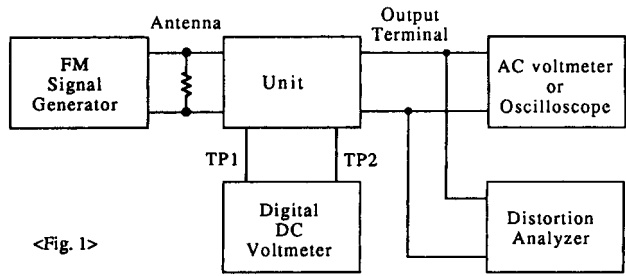 Antenna
Output
Terminal
FM
Signal
Generator
Unit
AC voltmeter
or
Oscilloscope
TP1
TP2
Digital
DC
Voltmeter
Distortion
Analyzer
<Fig. 1>